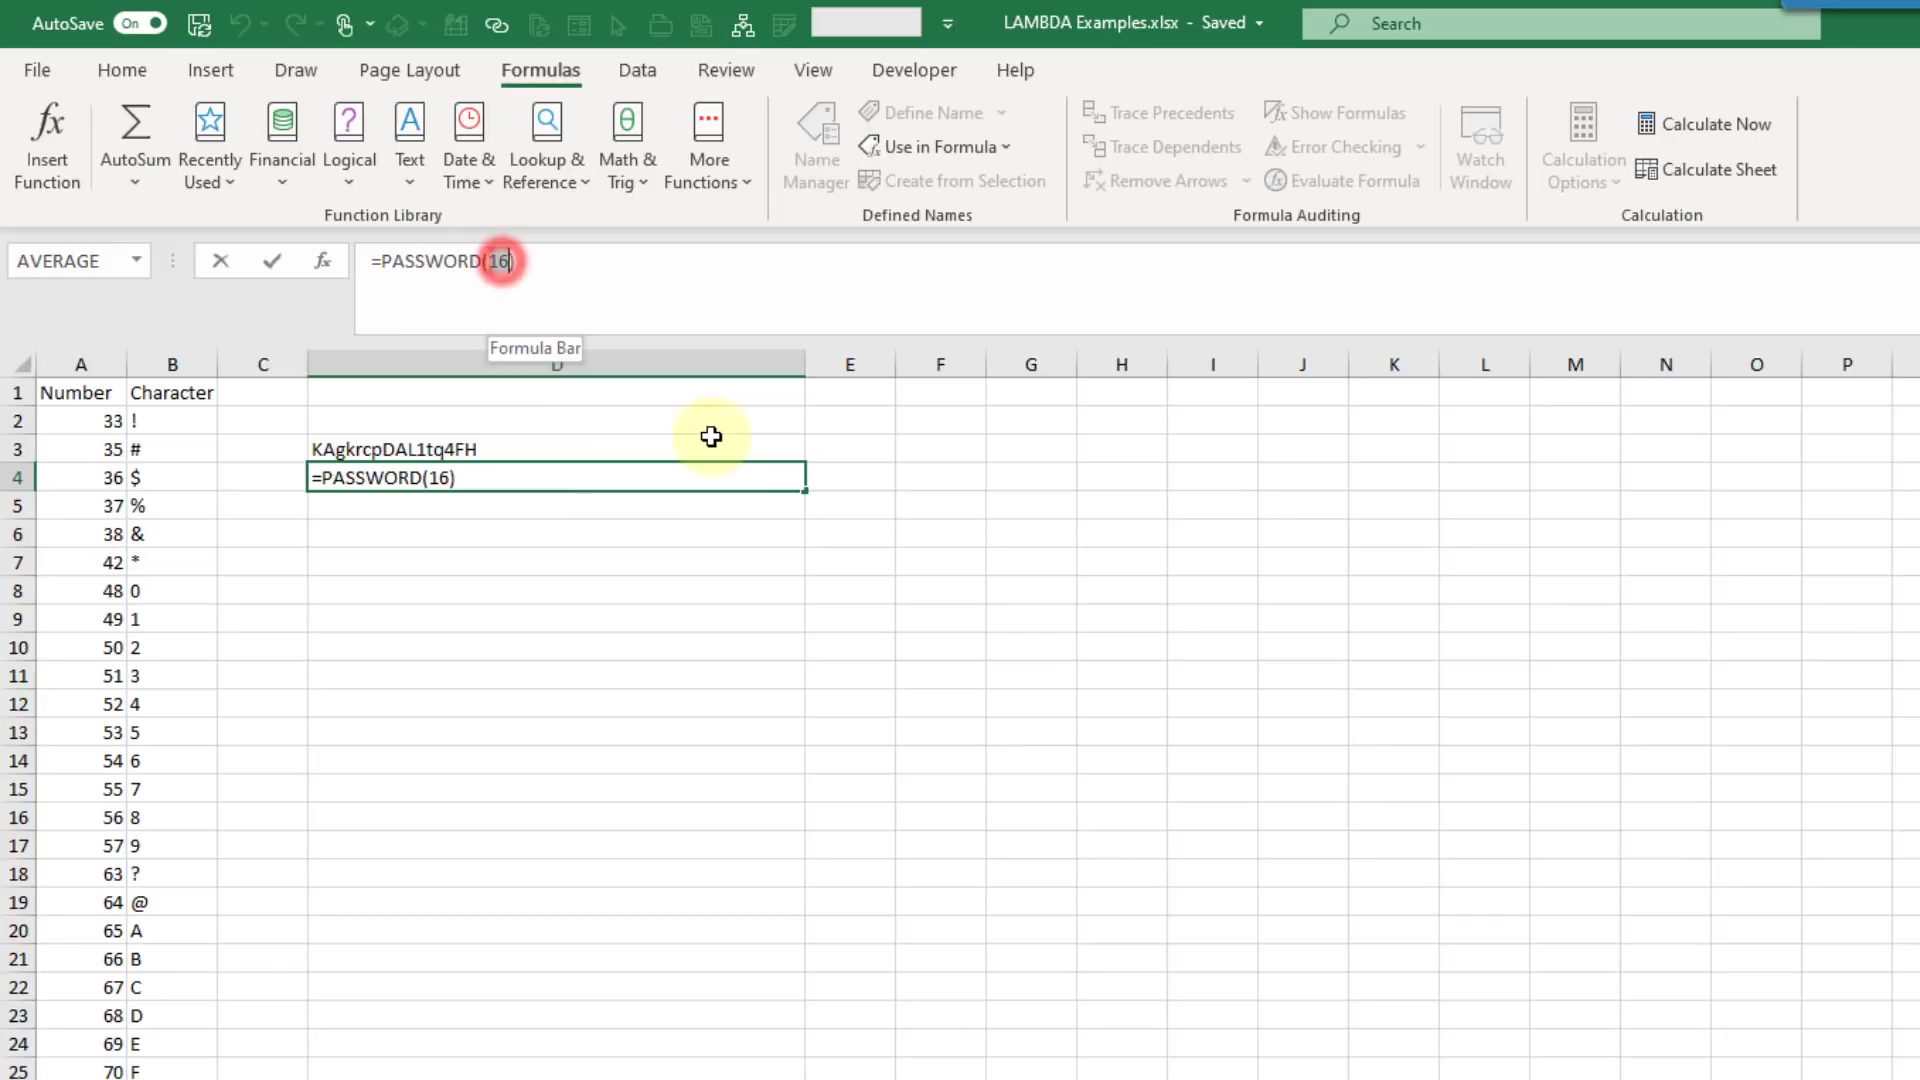 AutoSave On LAMBDA Examples.xlsx - Saved Search
File Home Insert Draw Page Layout Formulas Data Review View Developer Help
Insert Function
AutoSum
Recently Used
Financial
Logical
Text
Date & Time
Lookup & Reference
Math & Trig
More Functions
Function Library
Name Manager
Define Name
Use in Formula
Create from Selection
Defined Names
Trace Precedents
Trace Dependents
Remove Arrows
Show Formulas
Error Checking
Evaluate Formula
Watch Window
Formula Auditing
Calculation Options
Calculate Now
Calculate Sheet
Calculation
AVERAGE fx =PASSWORD(16)
Formula Bar
A B C D E F G H I J K L M N O P
1 Number Character
2 33 !
3 35 # KAgkrcpDAL1tq4FH
4 36 $ =PASSWORD(16)
5 37 %
6 38 &
7 42 *
8 48 0
9 49 1
10 50 2
11 51 3
12 52 4
13 53 5
14 54 6
15 55 7
16 56 8
17 57 9
18 63 ?
19 64 @
20 65 A
21 66 B
22 67 C
23 68 D
24 69 E
25 70 F